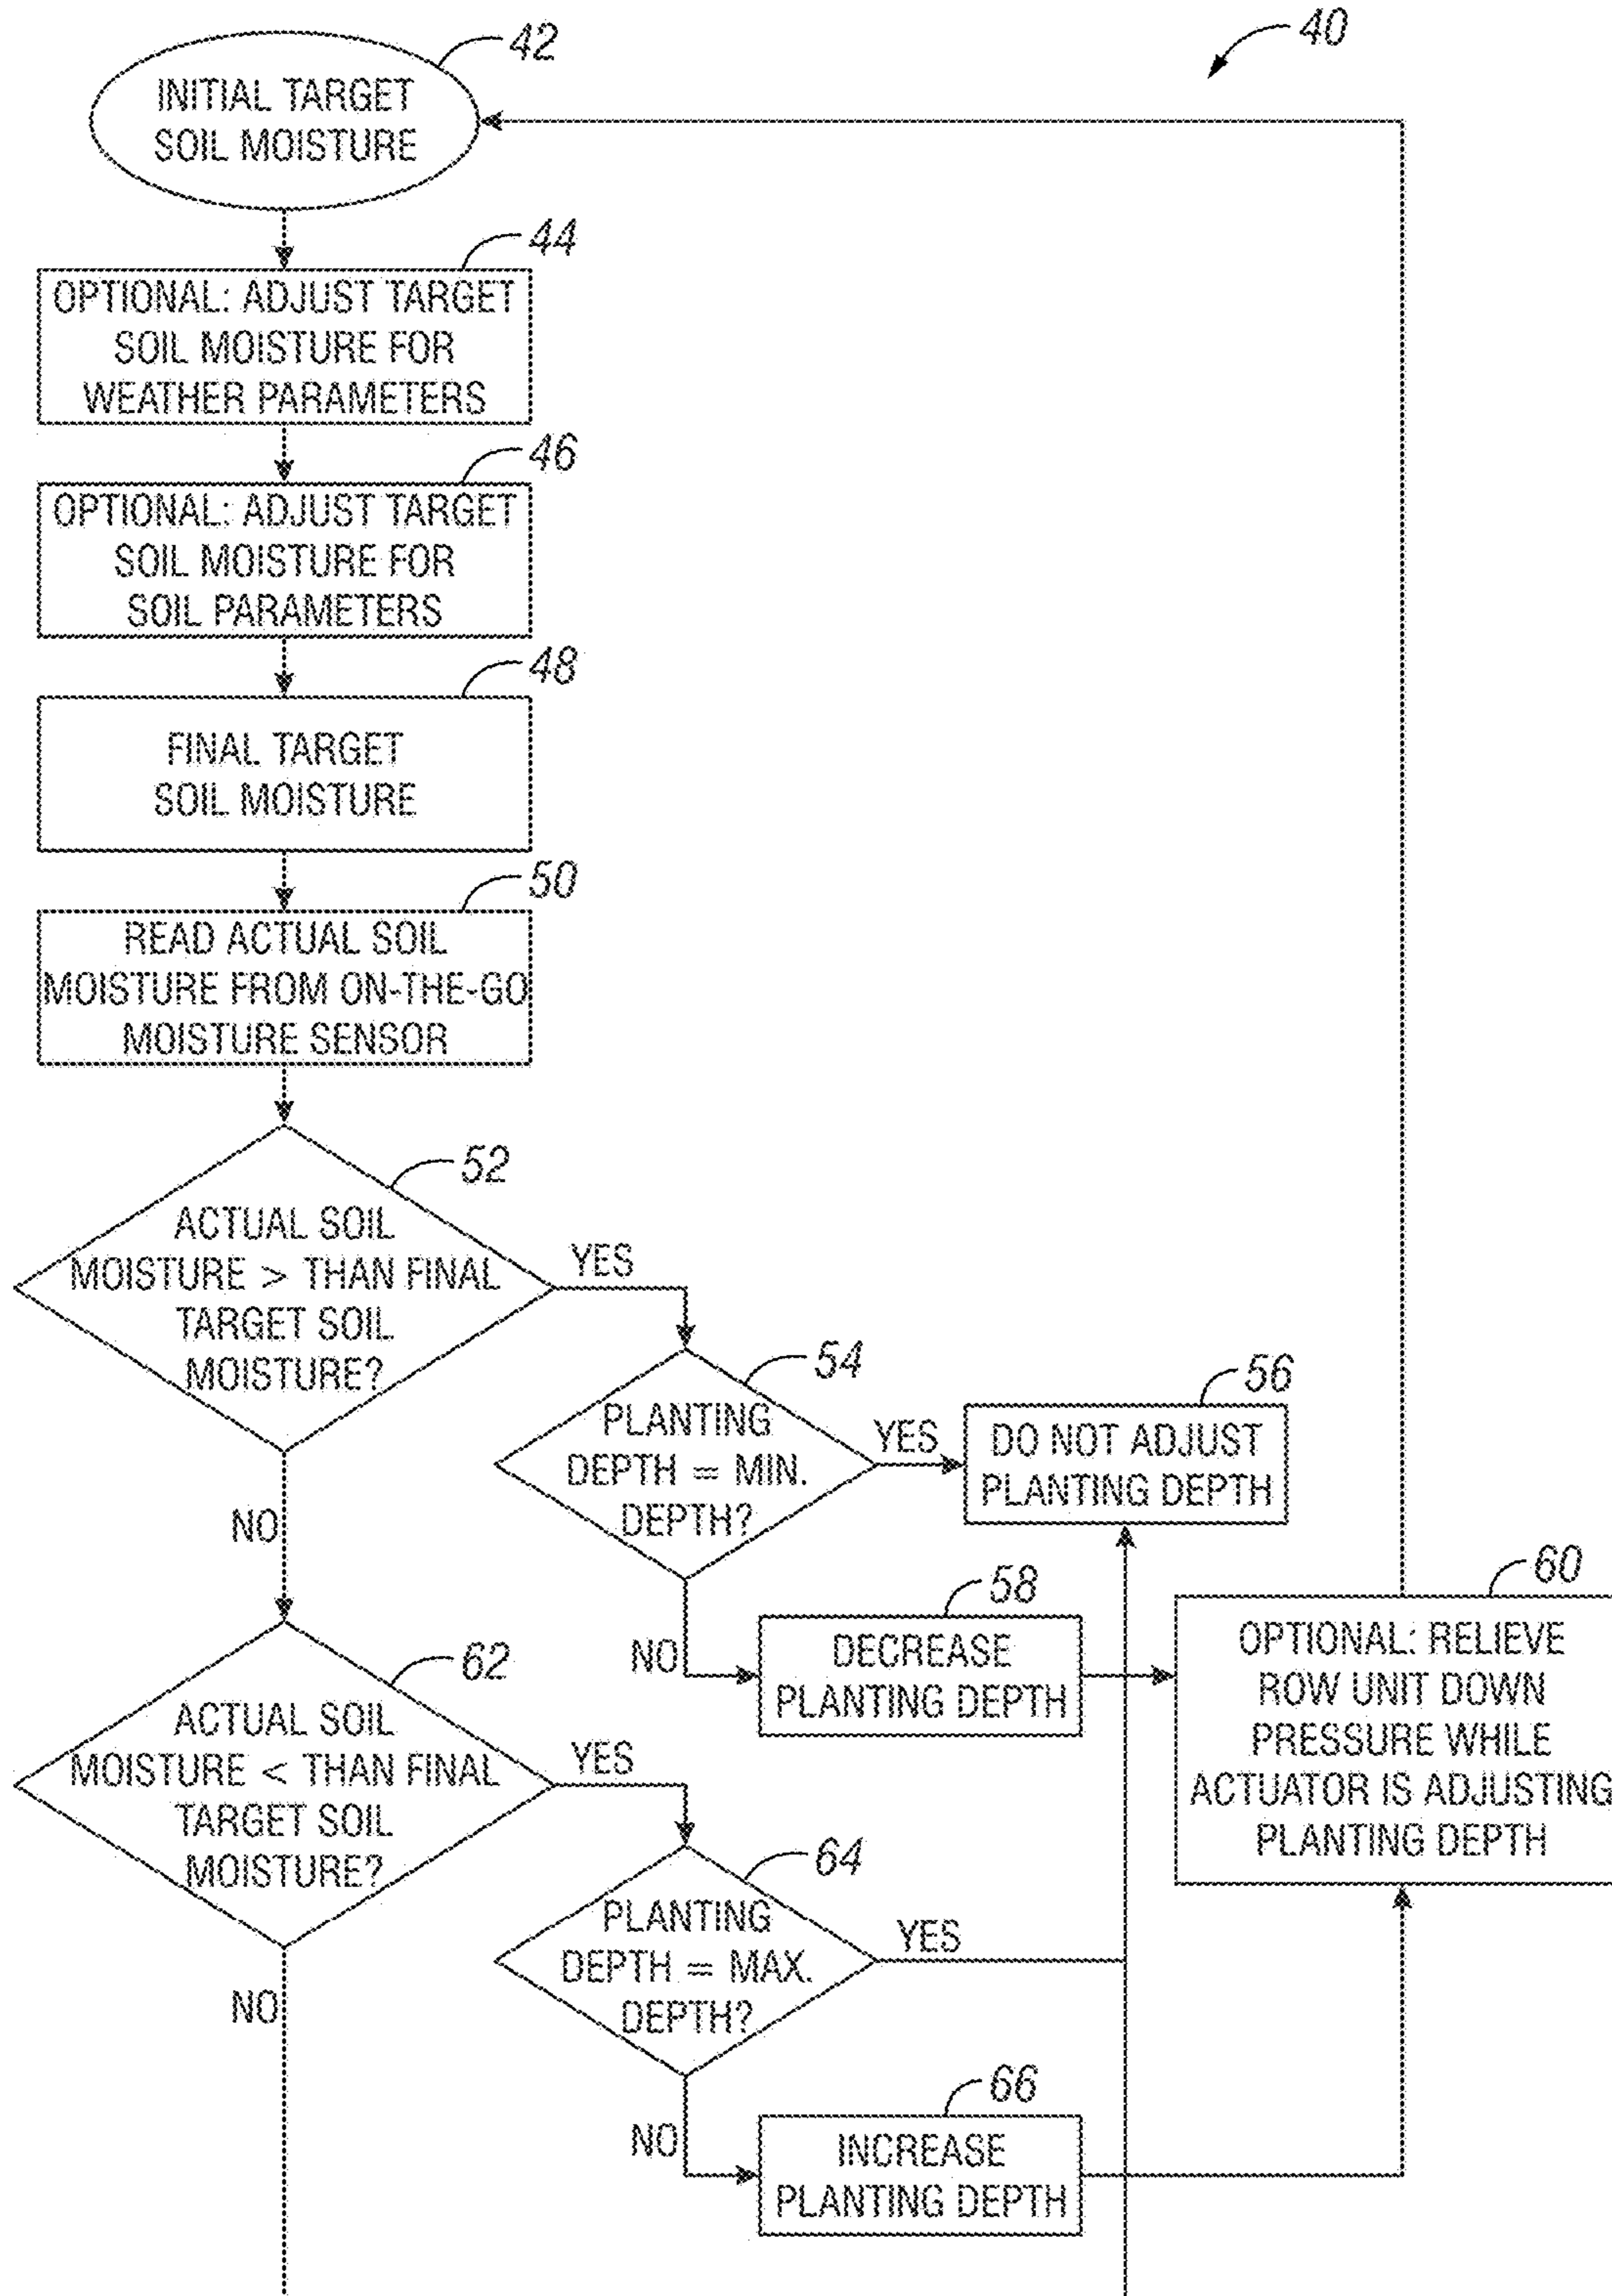 40
42
INITIAL TARGET
SOIL MOISTURE
44
OPTIONAL: ADJUST TARGET
SOIL MOISTURE FOR
WEATHER PARAMETERS
46
OPTIONAL: ADJUST TARGET
SOIL MOISTURE FOR
SOIL PARAMETERS
48
FINAL TARGET
SOIL MOISTURE
50
READ ACTUAL SOIL
MOISTURE FROM ON-THE-GO
MOISTURE SENSOR
52
ACTUAL SOIL
MOISTURE > THAN FINAL
TARGET SOIL
MOISTURE?
YES
NO
54
PLANTING
DEPTH = MIN.
DEPTH?
YES
NO
56
DO NOT ADJUST
PLANTING DEPTH
58
DECREASE
PLANTING DEPTH
60
OPTIONAL: RELIEVE
ROW UNIT DOWN
PRESSURE WHILE
ACTUATOR IS ADJUSTING
PLANTING DEPTH
62
ACTUAL SOIL
MOISTURE < THAN FINAL
TARGET SOIL
MOISTURE?
YES
NO
64
PLANTING
DEPTH = MAX.
DEPTH?
YES
NO
66
INCREASE
PLANTING DEPTH